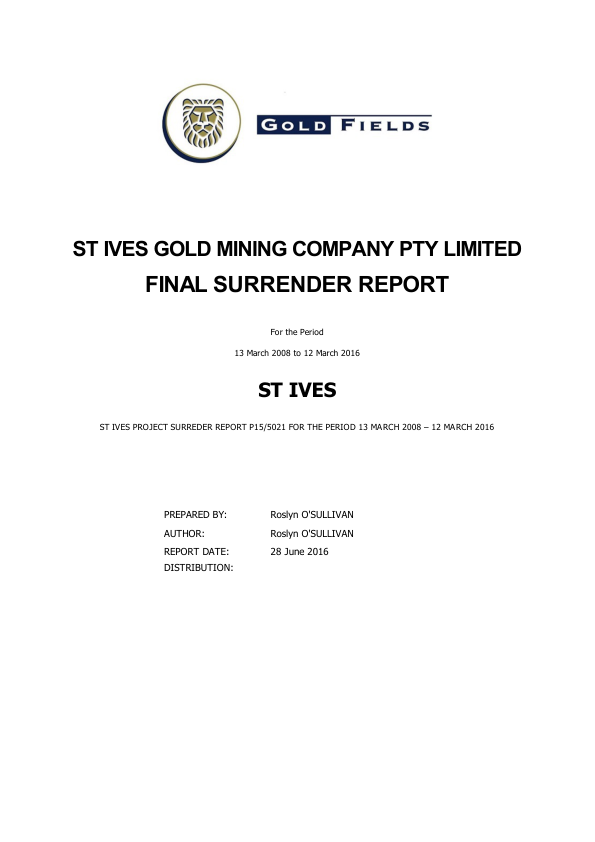 GOLD FIELDS
ST IVES GOLD MINING COMPANY PTY LIMITED
FINAL SURRENDER REPORT
For the Period
13 March 2008 to 12 March 2016
ST IVES
ST IVES PROJECT SURREDER REPORT P15/5021 FOR THE PERIOD 13 MARCH 2008 – 12 MARCH 2016
PREPARED BY: Roslyn O'SULLIVAN
AUTHOR: Roslyn O'SULLIVAN
REPORT DATE: 28 June 2016
DISTRIBUTION: